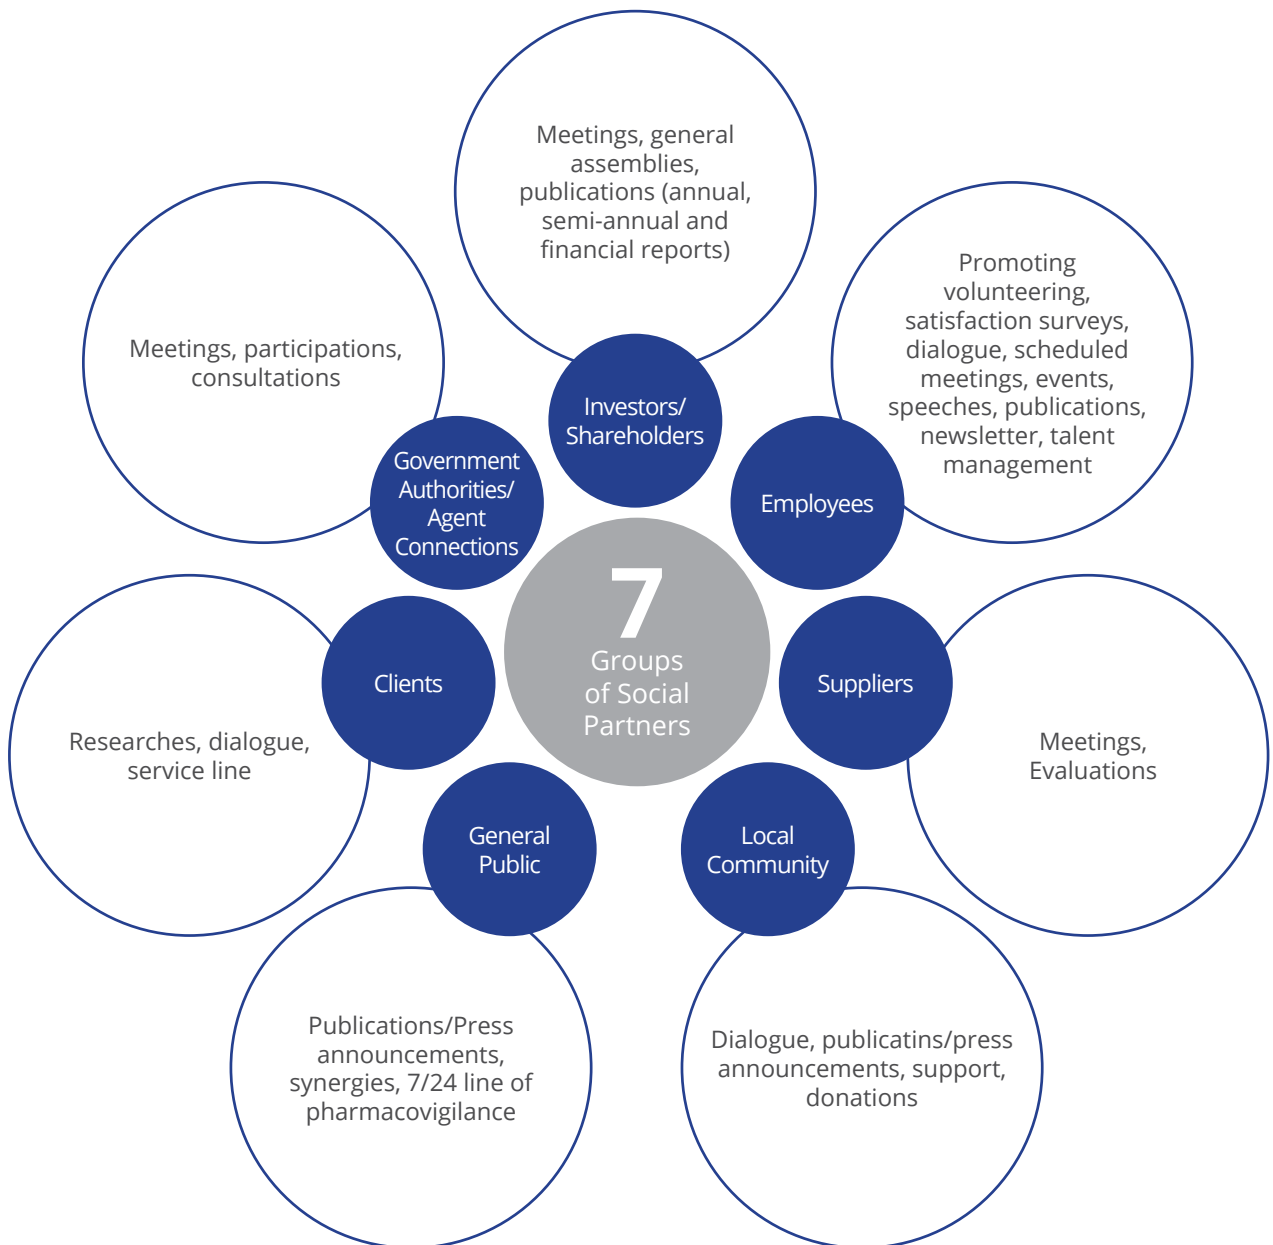 Meetings, general
assemblies,
publications (annual,
semi-annual and
financial reports)
Investors/
Shareholders
Promoting
volunteering,
satisfaction surveys,
dialogue, scheduled
meetings, events,
speeches, publications,
newsletter, talent
management
Employees
Meetings,
Evaluations
Suppliers
Dialogue, publicatins/press
announcements, support,
donations
Local
Community
Publications/Press
announcements,
synergies, 7/24 line of
pharmacovigilance
General
Public
Researches, dialogue,
service line
Clients
Meetings, participations,
consultations
Government
Authorities/
Agent
Connections
7
Groups
of Social
Partners